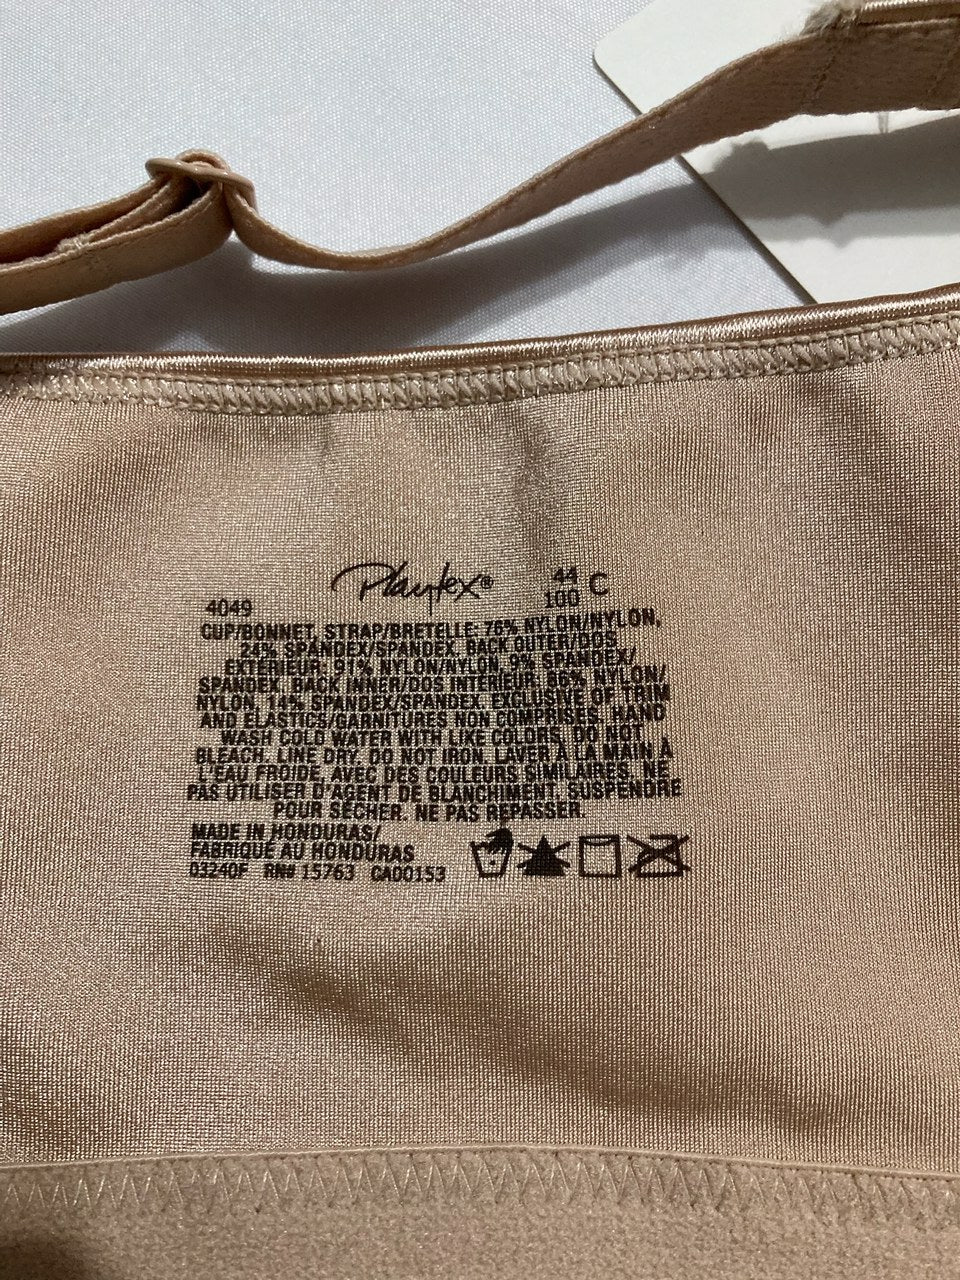 Playtex®
44
100 C
4049
CUP/BONNET, STRAP/BRETELLE: 76% NYLON/NYLON,
24% SPANDEX/SPANDEX. BACK OUTER/DOS
EXTÉRIEUR: 91% NYLON/NYLON, 9% SPANDEX/
SPANDEX. BACK INNER/DOS INTÉRIEUR: 86% NYLON/
NYLON, 14% SPANDEX/SPANDEX. EXCLUSIVE OF TRIM
AND ELASTICS/GARNITURES NON COMPRISES. HAND
WASH COLD WATER WITH LIKE COLORS. DO NOT
BLEACH. LINE DRY. DO NOT IRON. LAVER À LA MAIN À
L'EAU FROIDE, AVEC DES COULEURS SIMILAIRES. NE
PAS UTILISER D'AGENT DE BLANCHIMENT. SUSPENDRE
POUR SÉCHER. NE PAS REPASSER.
MADE IN HONDURAS/
FABRIQUÉ AU HONDURAS
03240F RN# 15763 CA00153